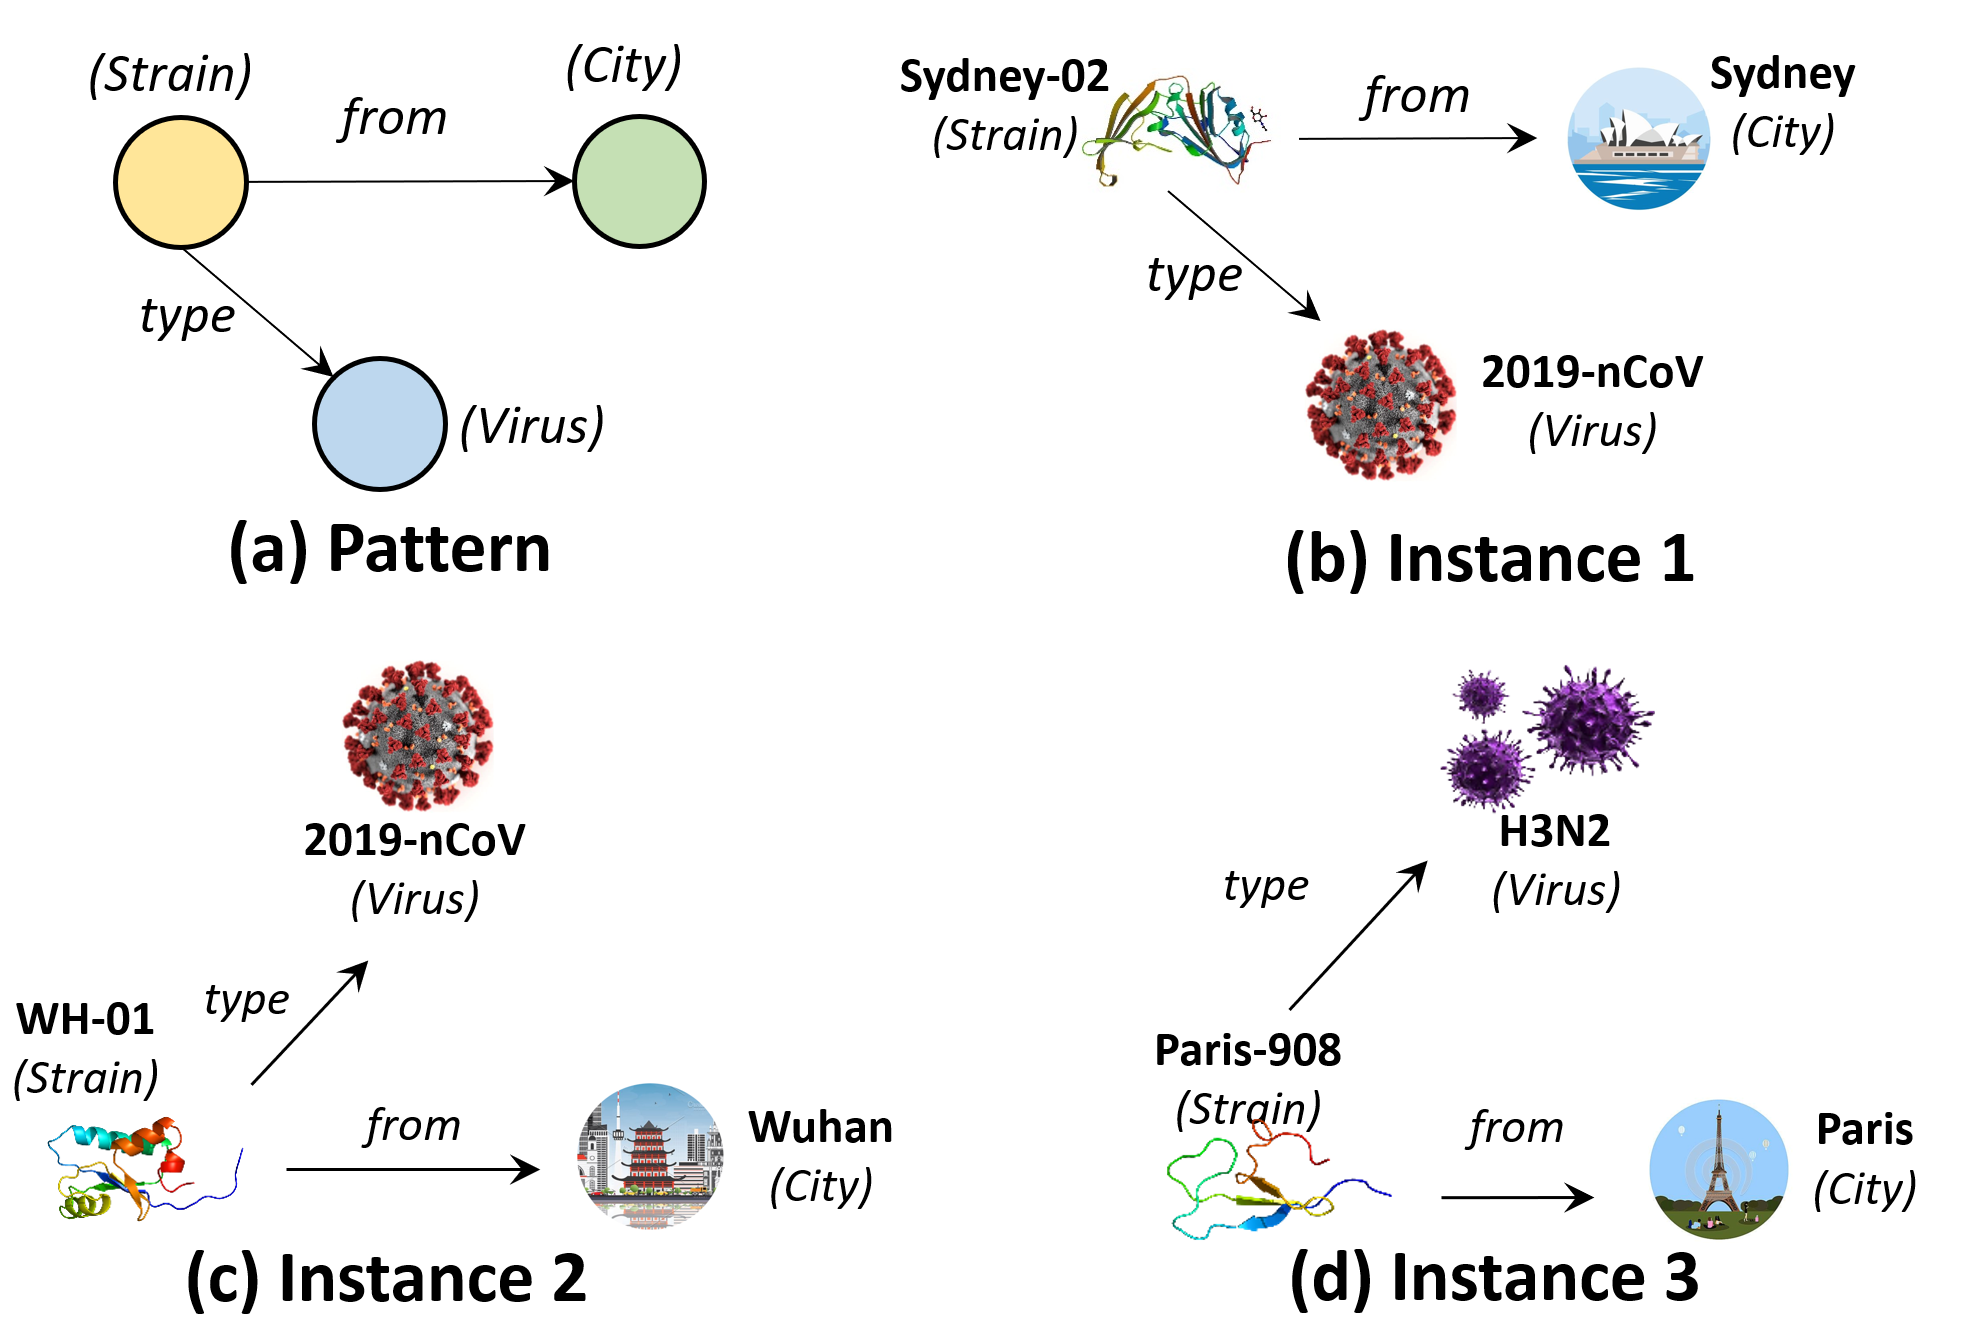 (Strain)
(City)
from
type
(Virus)
(a) Pattern
Sydney-02
(Strain)
from
Sydney
(City)
type
2019-nCoV
(Virus)
(b) Instance 1
2019-nCoV
(Virus)
WH-01
(Strain)
type
from
Wuhan
(City)
(c) Instance 2
H3N2
(Virus)
type
Paris-908
(Strain)
from
Paris
(City)
(d) Instance 3